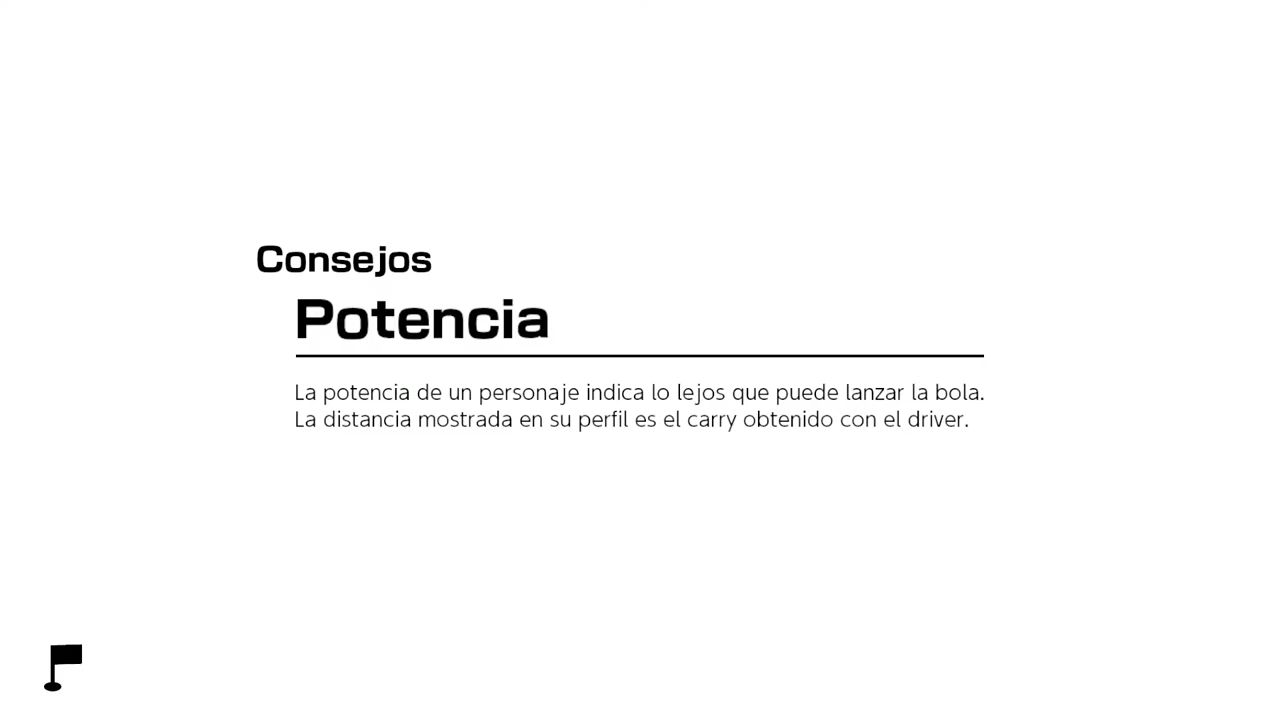 Consejos
Potencia
La potencia de un personaje indica lo lejos que puede lanzar la bola.
La distancia mostrada en su perfil es el carry obtenido con el driver.